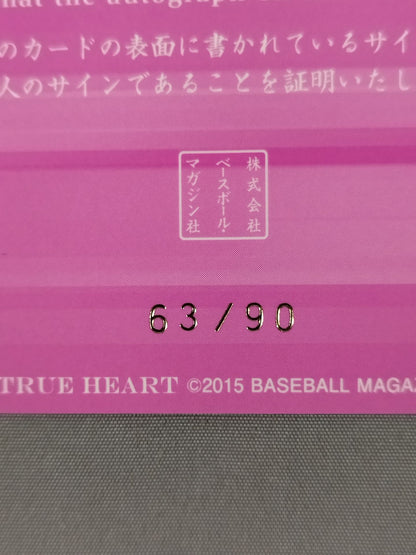 hat the autograph
のカードの表面に書かれているサイ
人のサインであることを証明いたし
株式会社
ベースボール・
マガジン社
63/90
TRUE HEART ©2015 BASEBALL MAGAZ